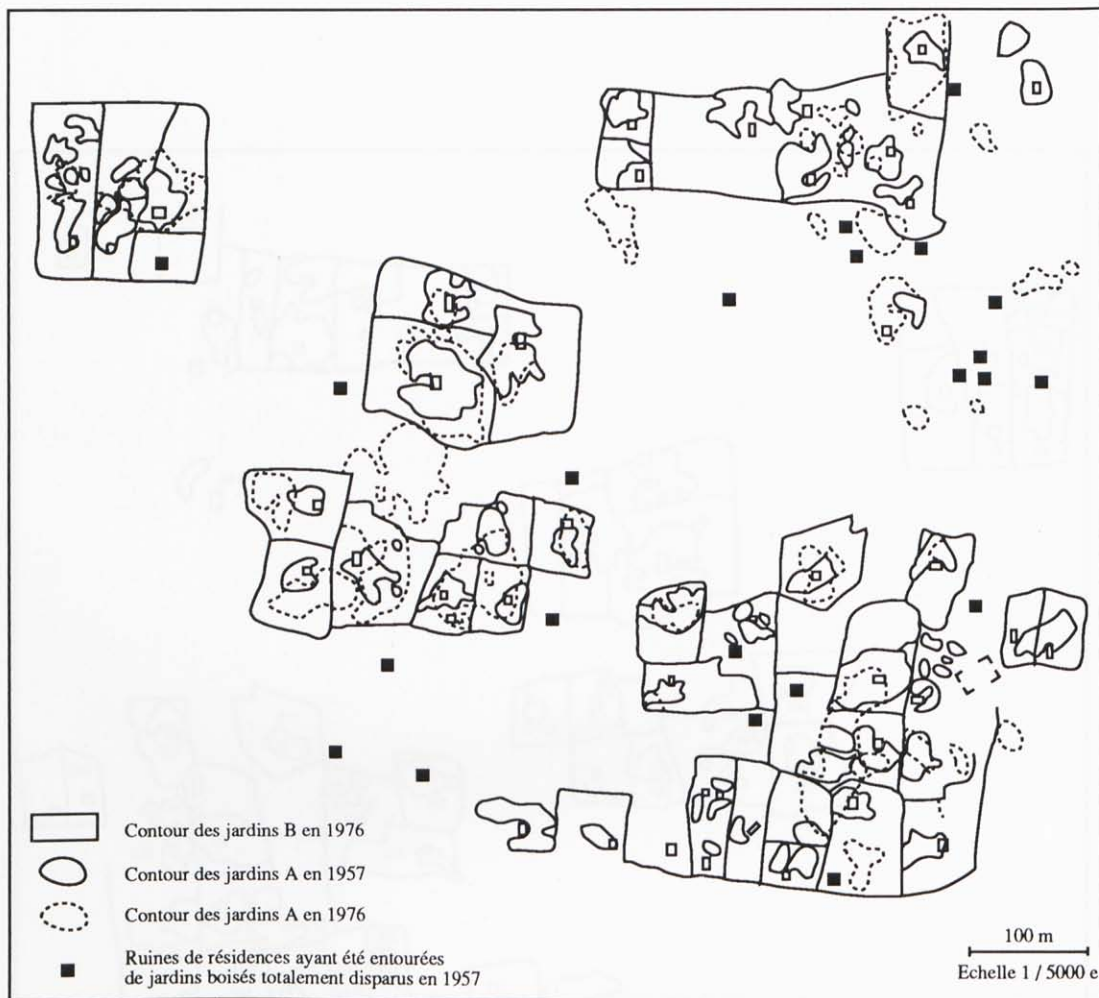 Contour des jardins B en 1976
Contour des jardins A en 1957
Contour des jardins A en 1976
Ruines de résidences ayant été entourées
de jardins boisés totalement disparus en 1957
100 m
Echelle 1 / 5000 e